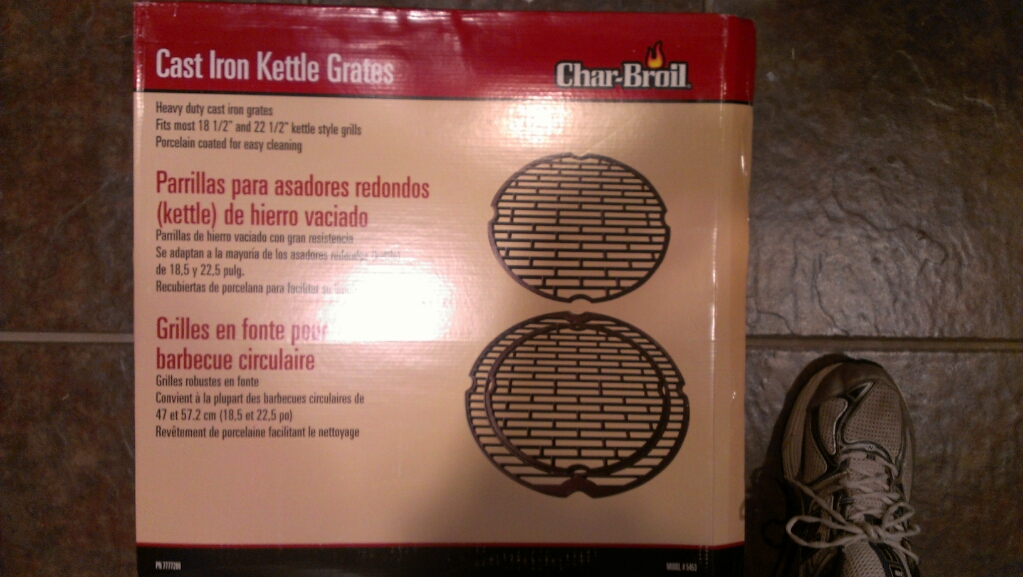 Cast Iron Kettle Grates
Char-Broil
Heavy duty cast iron grates
Fits most 18 1/2" and 22 1/2" kettle style grills
Porcelain coated for easy cleaning
Parrillas para asadores redondos
(kettle) de hierro vaciado
Parrillas de hierro vaciado con gran resistencia
Se adaptan a la mayoría de los asadores redondos
de 18,5 y 22,5 pulg.
Recubiertas de porcelana para facilitar su
Grilles en fonte pour
barbecue circulaire
Grilles robustes en fonte
Convient à la plupart des barbecues circulaires de
47 et 57.2 cm (18.5 et 22,5 po)
Revêtement de porcelaine facilitant le nettoyage
MODEL # 5463